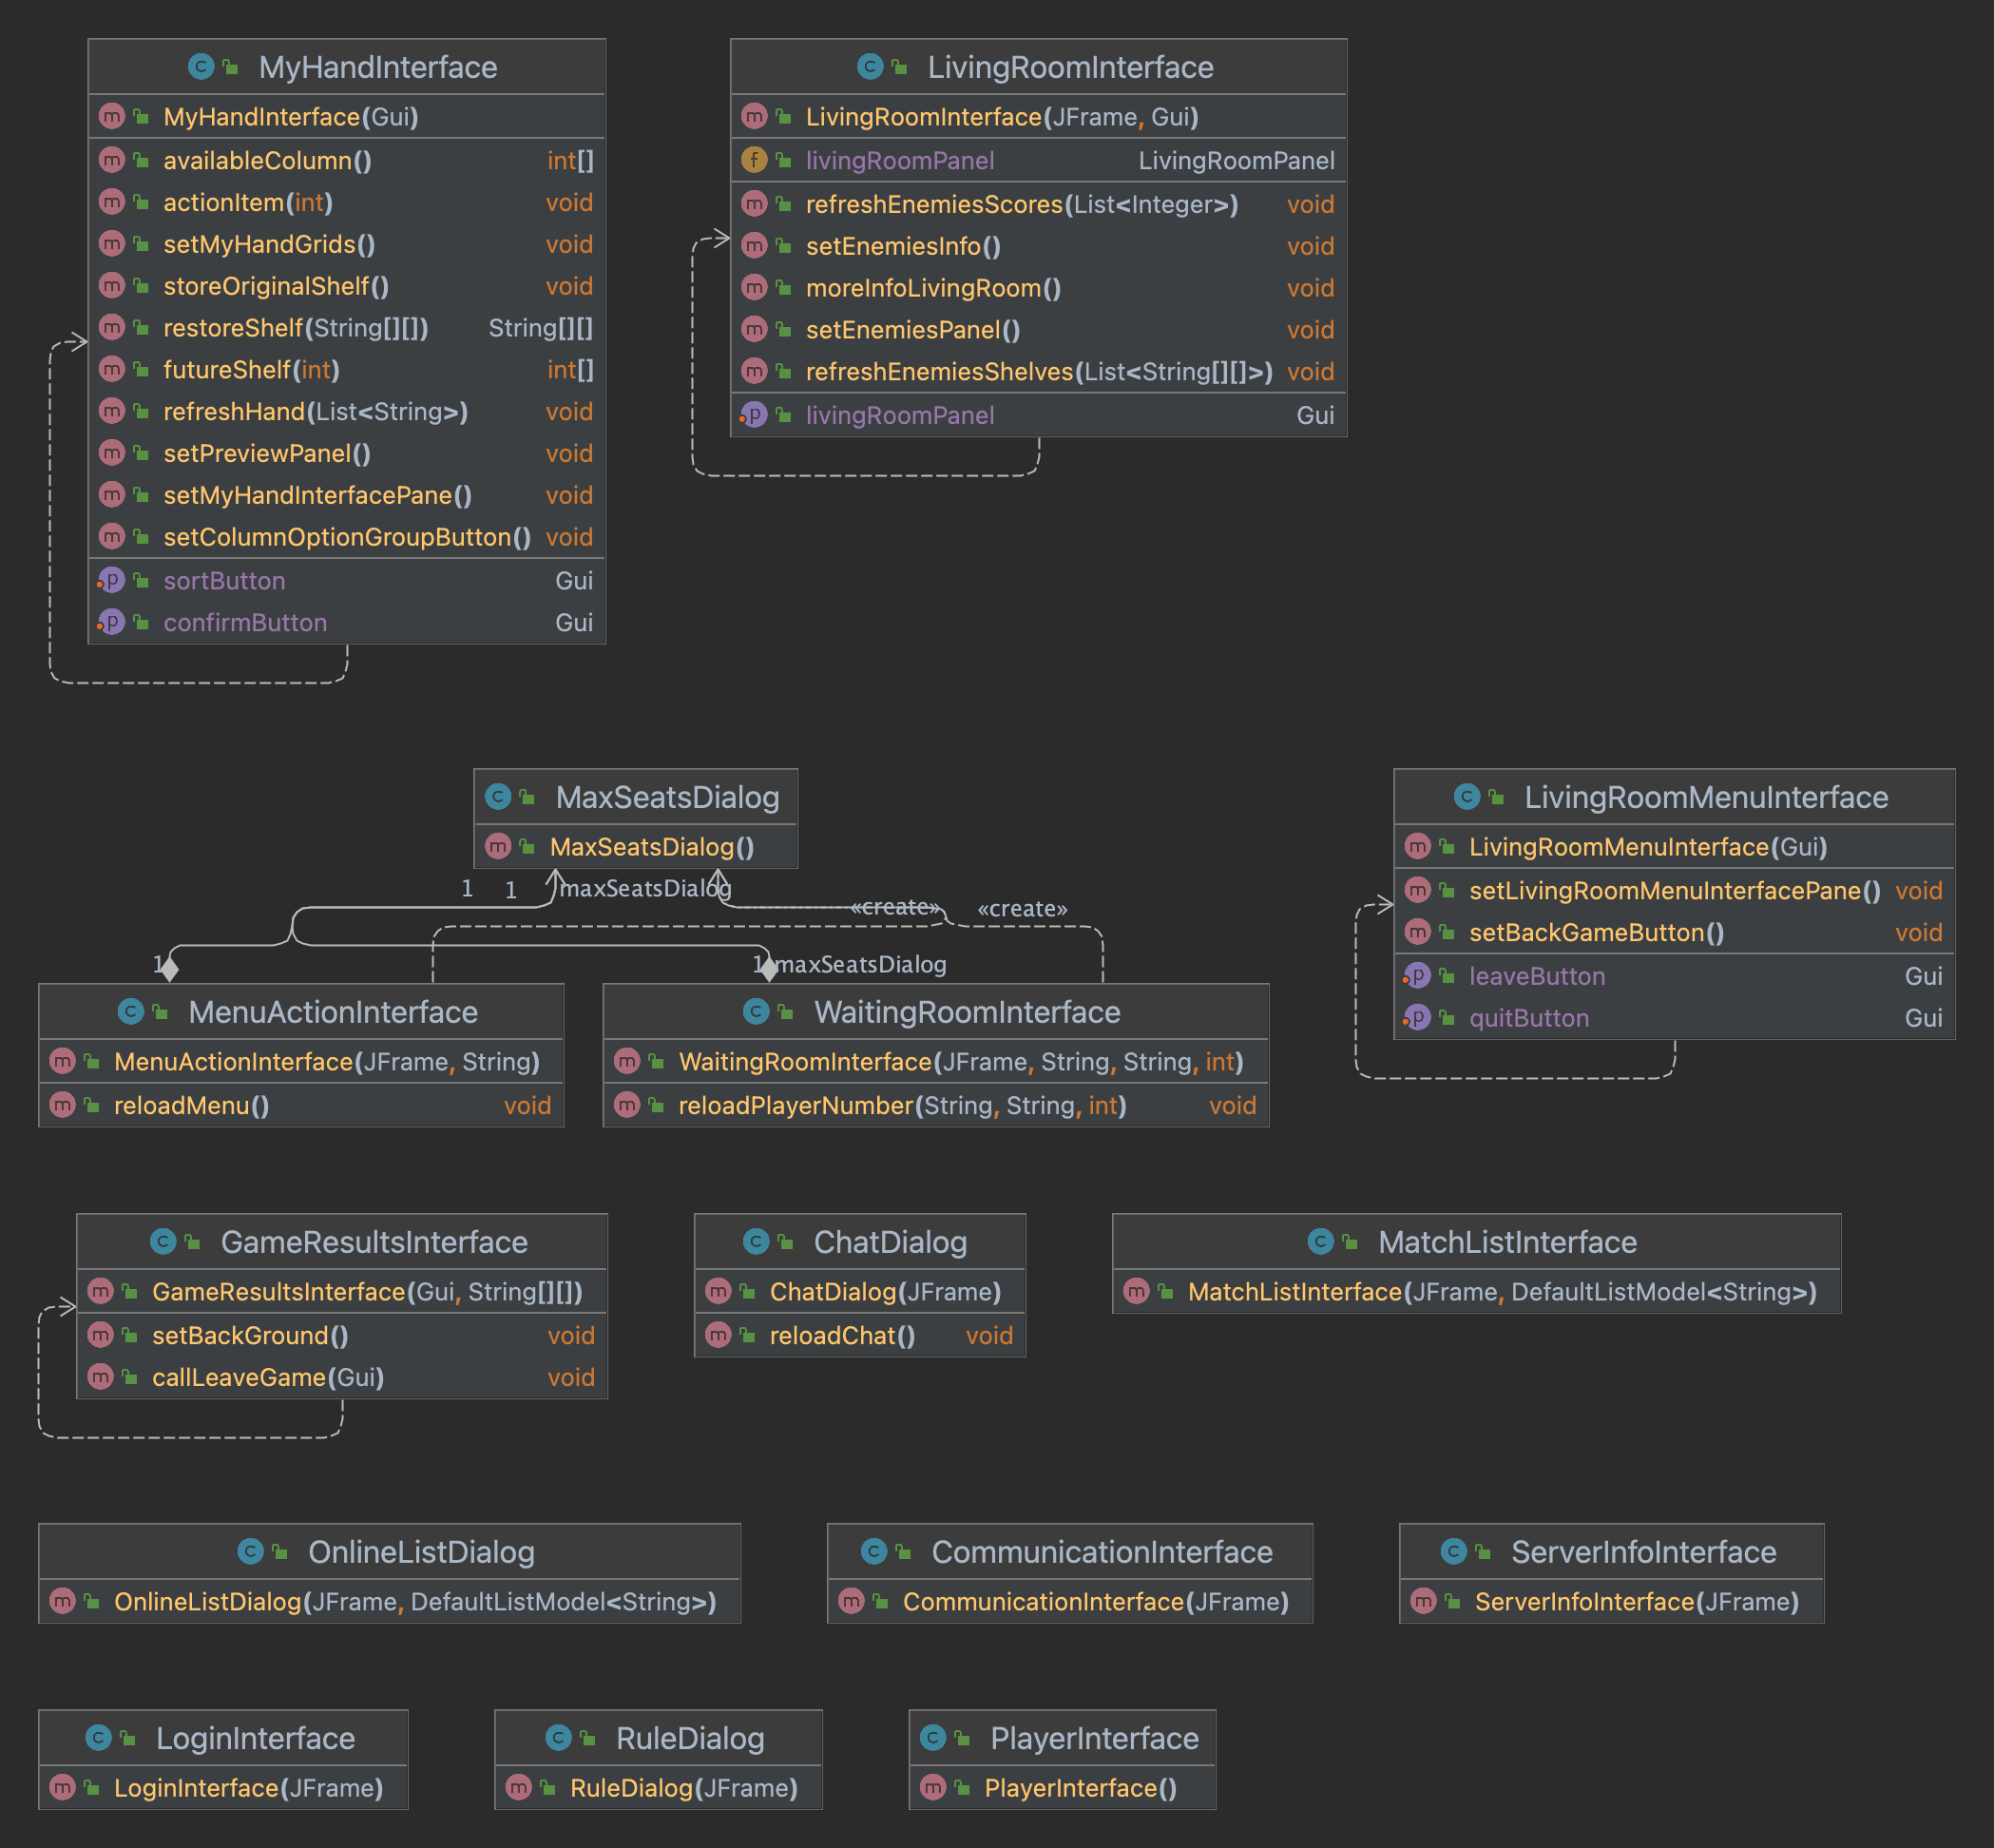 MyHandInterface
MyHandInterface(Gui)
availableColumn() int[]
actionItem(int) void
setMyHandGrids() void
storeOriginalShelf() void
restoreShelf(String[][]) String[][]
futureShelf(int) int[]
refreshHand(List<String>) void
setPreviewPanel() void
setMyHandInterfacePane() void
setColumnOptionGroupButton() void
sortButton Gui
confirmButton Gui
LivingRoomInterface
LivingRoomInterface(JFrame, Gui)
livingRoomPanel LivingRoomPanel
refreshEnemiesScores(List<Integer>) void
setEnemiesInfo() void
moreInfoLivingRoom() void
setEnemiesPanel() void
refreshEnemiesShelves(List<String[][]>) void
livingRoomPanel Gui
MaxSeatsDialog
MaxSeatsDialog()
1 1 maxSeatsDialog
«create» «create»
1 1 maxSeatsDialog
LivingRoomMenuInterface
LivingRoomMenuInterface(Gui)
setLivingRoomMenuInterfacePane() void
setBackGameButton() void
leaveButton Gui
quitButton Gui
MenuActionInterface
MenuActionInterface(JFrame, String)
reloadMenu() void
WaitingRoomInterface
WaitingRoomInterface(JFrame, String, String, int)
reloadPlayerNumber(String, String, int) void
GameResultsInterface
GameResultsInterface(Gui, String[][])
setBackGround() void
callLeaveGame(Gui) void
ChatDialog
ChatDialog(JFrame)
reloadChat() void
MatchListInterface
MatchListInterface(JFrame, DefaultListModel<String>)
OnlineListDialog
OnlineListDialog(JFrame, DefaultListModel<String>)
CommunicationInterface
CommunicationInterface(JFrame)
ServerInfoInterface
ServerInfoInterface(JFrame)
LoginInterface
LoginInterface(JFrame)
RuleDialog
RuleDialog(JFrame)
PlayerInterface
PlayerInterface()